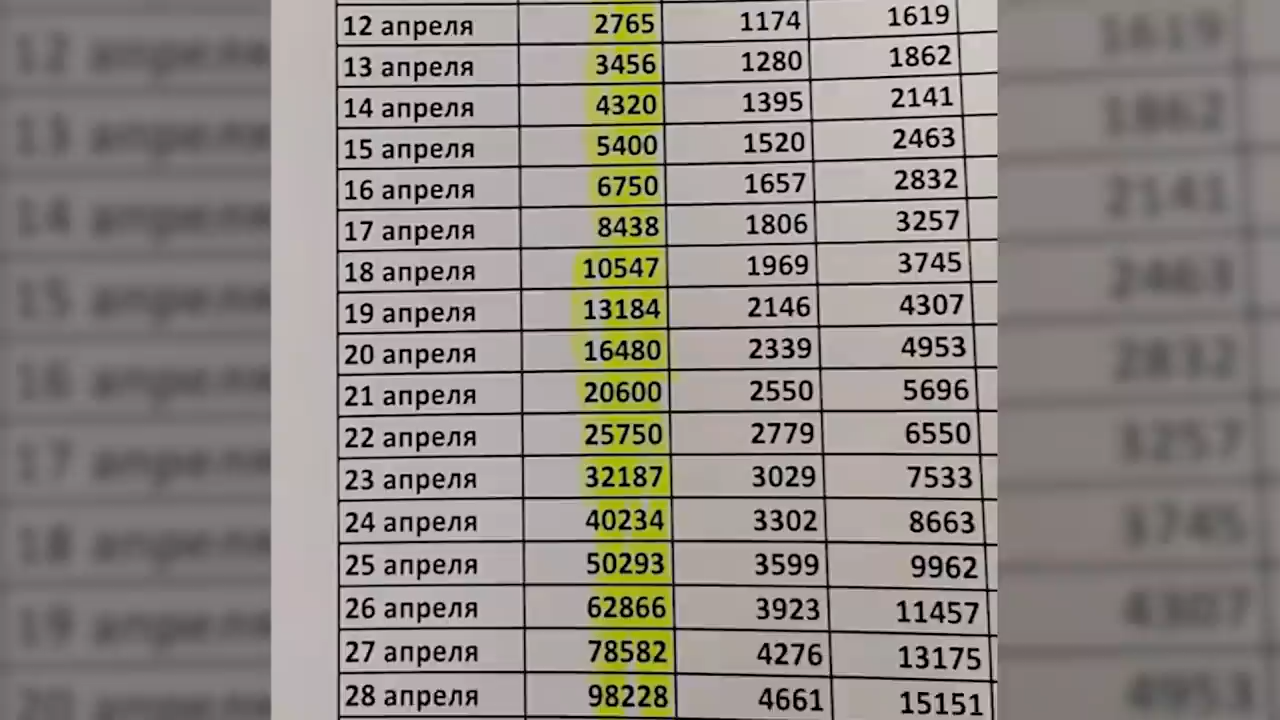 12 апреля 2765 1174 1619
13 апреля 3456 1280 1862
14 апреля 4320 1395 2141
15 апреля 5400 1520 2463
16 апреля 6750 1657 2832
17 апреля 8438 1806 3257
18 апреля 10547 1969 3745
19 апреля 13184 2146 4307
20 апреля 16480 2339 4953
21 апреля 20600 2550 5696
22 апреля 25750 2779 6550
23 апреля 32187 3029 7533
24 апреля 40234 3302 8663
25 апреля 50293 3599 9962
26 апреля 62866 3923 11457
27 апреля 78582 4276 13175
28 апреля 98228 4661 15151